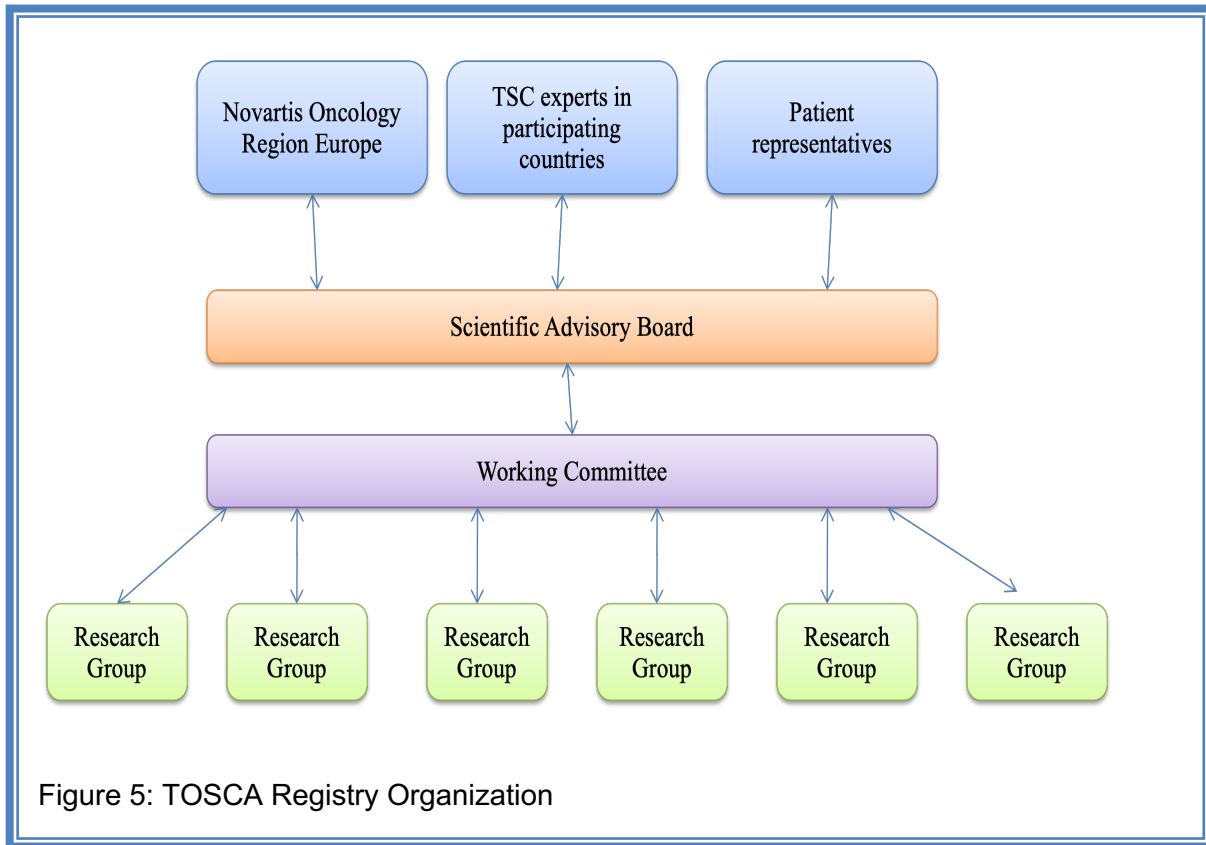 Novartis Oncology
Region Europe
TSC experts in
participating
countries
Patient
representatives
Scientific Advisory Board
Working Committee
Research
Group
Research
Group
Research
Group
Research
Group
Research
Group
Research
Group
Figure 5: TOSCA Registry Organization